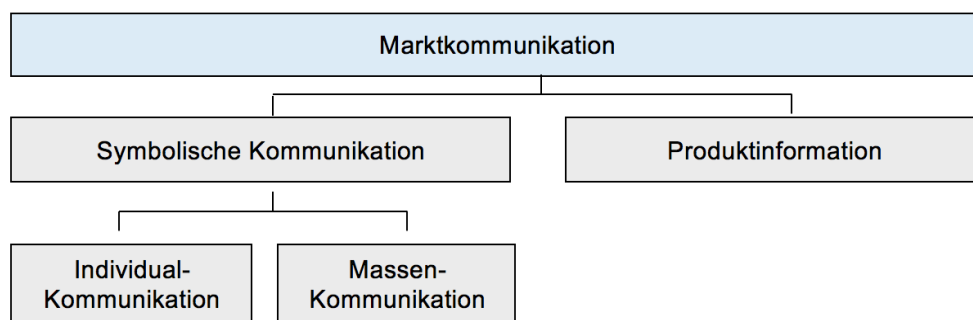 Marktkommunikation
Symbolische Kommunikation
Produktinformation
Individual-
Kommunikation
Massen-
Kommunikation